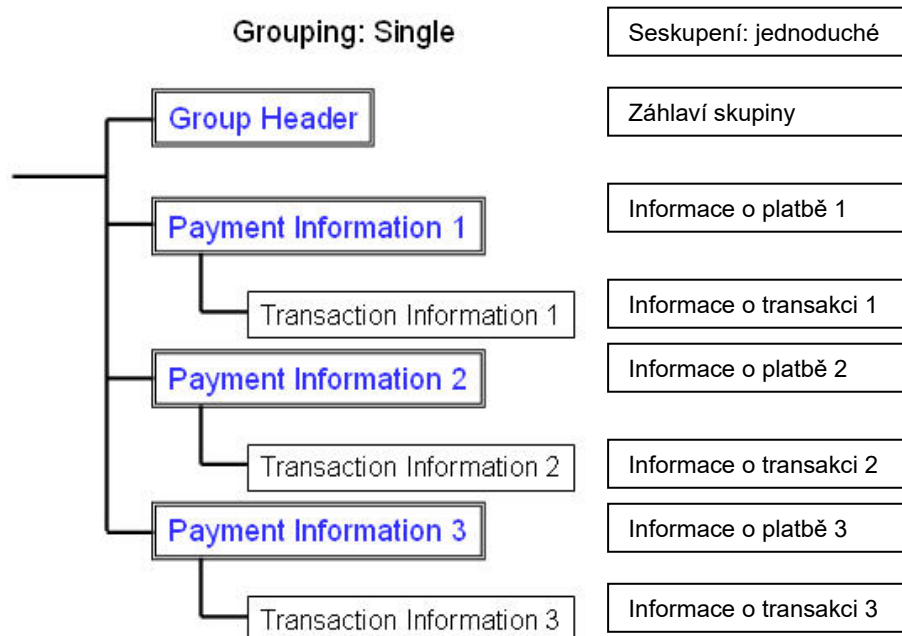 Grouping: Single
Seskupení: jednoduché
Group Header
Záhlaví skupiny
Payment Information 1
Informace o platbě 1
Transaction Information 1
Informace o transakci 1
Payment Information 2
Informace o platbě 2
Transaction Information 2
Informace o transakci 2
Payment Information 3
Informace o platbě 3
Transaction Information 3
Informace o transakci 3